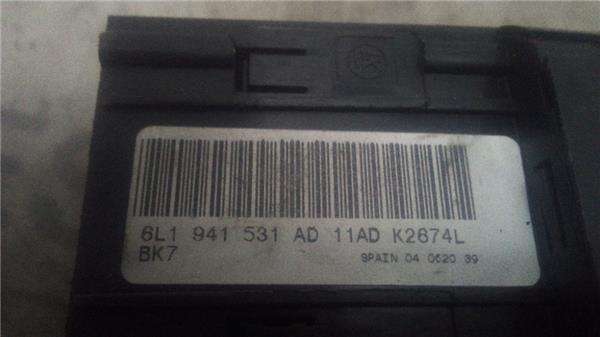 6L1 941 531 AD 11AD K2674L
BK7 SPAIN 04 0620 39